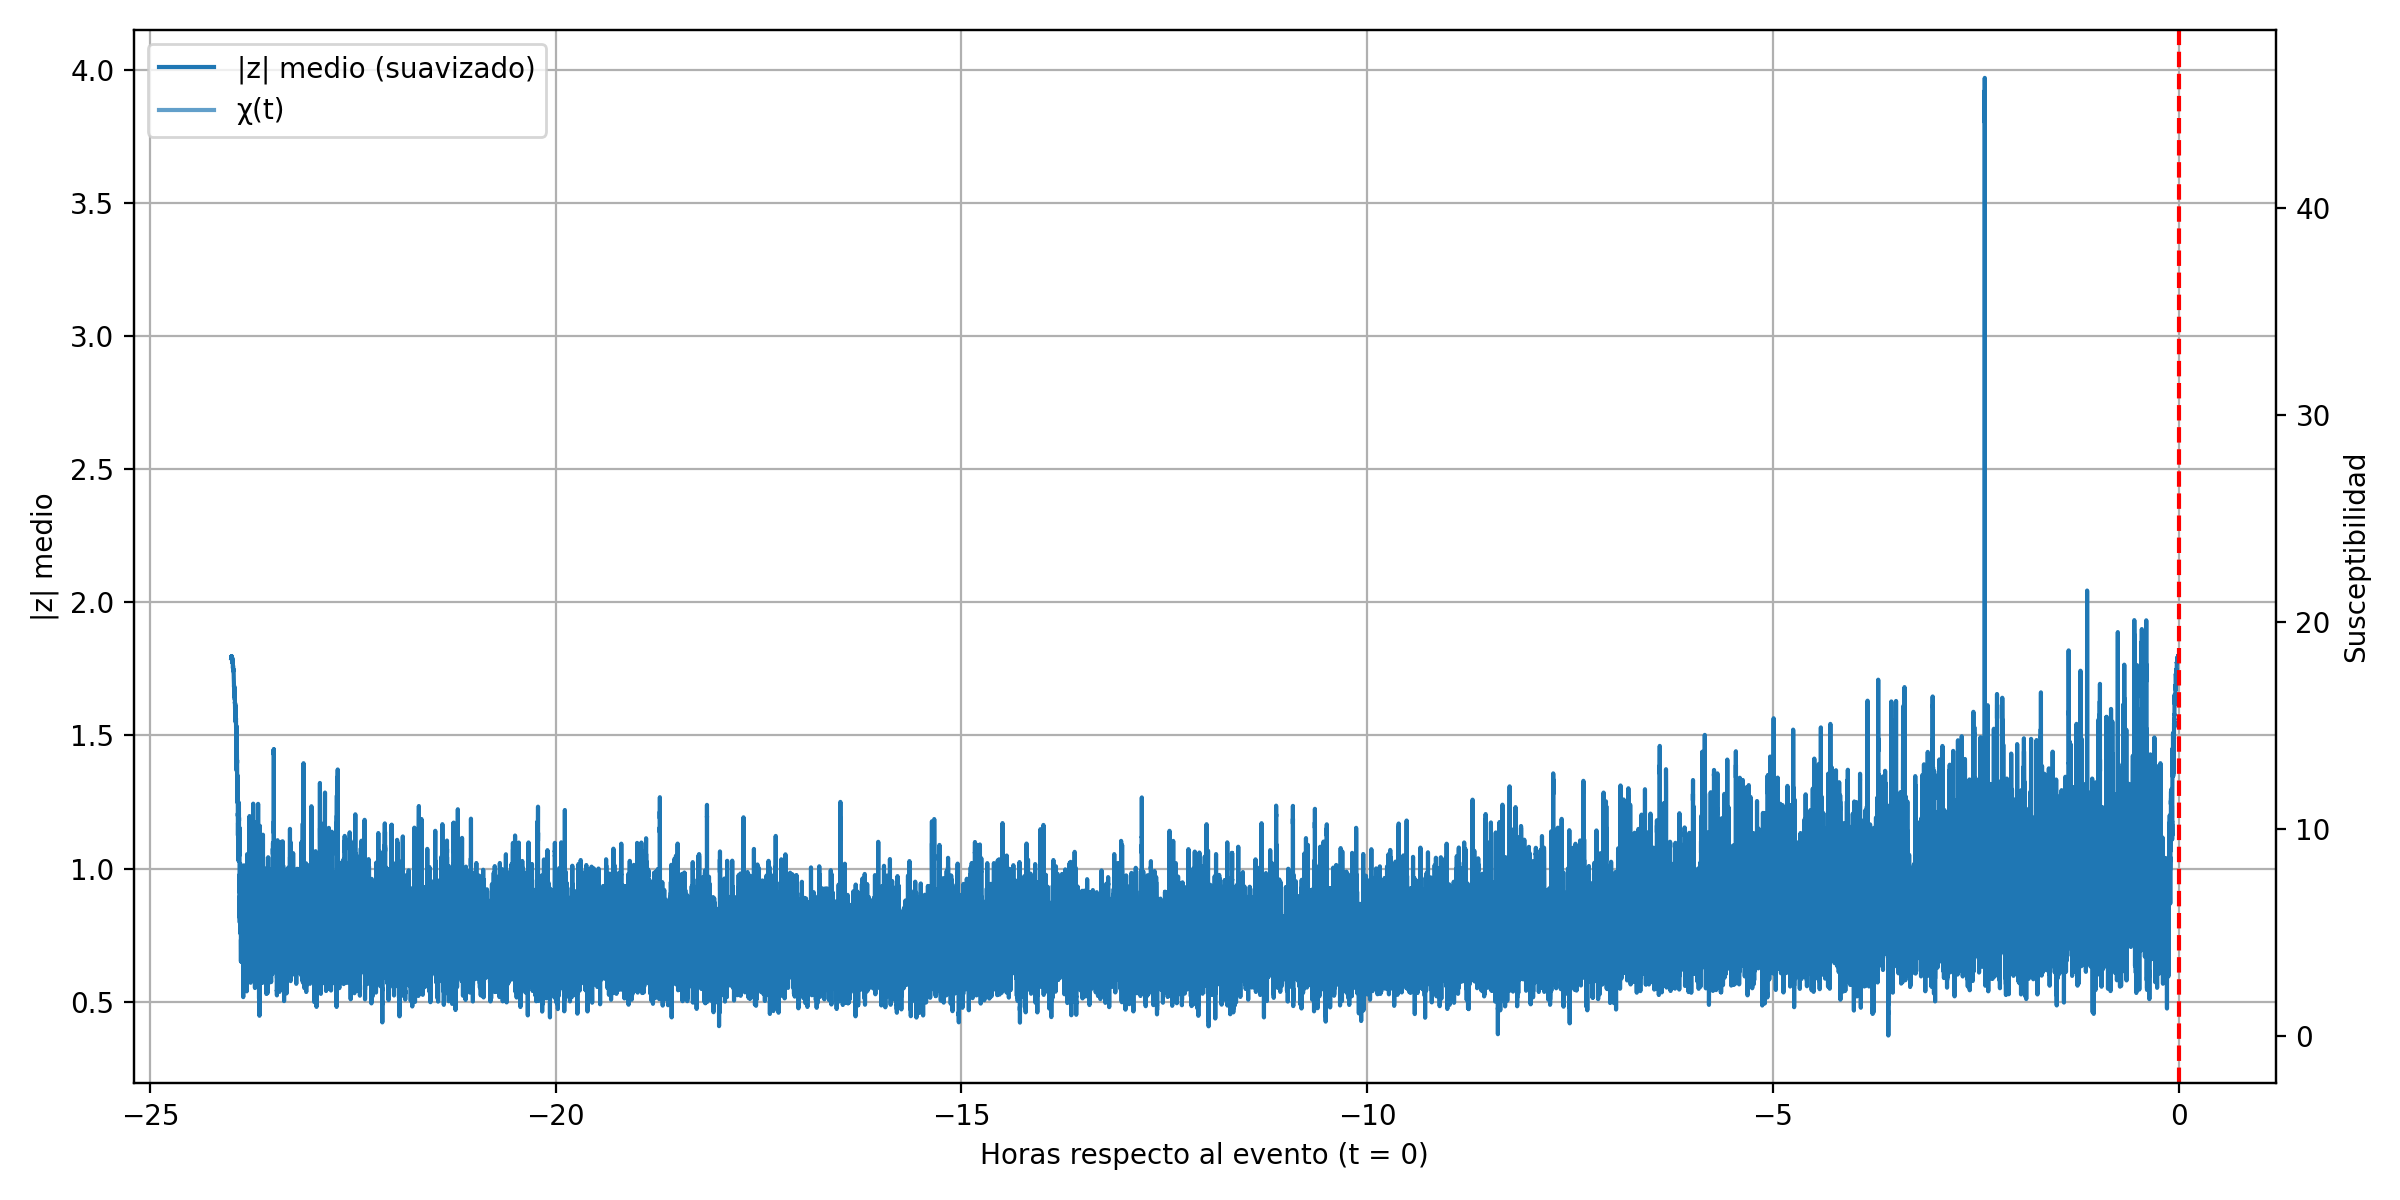 |z| medio (suavizado)
χ(t)
4.0
3.5
3.0
2.5
2.0
1.5
1.0
0.5
|z| medio
40
30
20
10
0
Susceptibilidad
−25 −20 −15 −10 −5 0
Horas respecto al evento (t = 0)